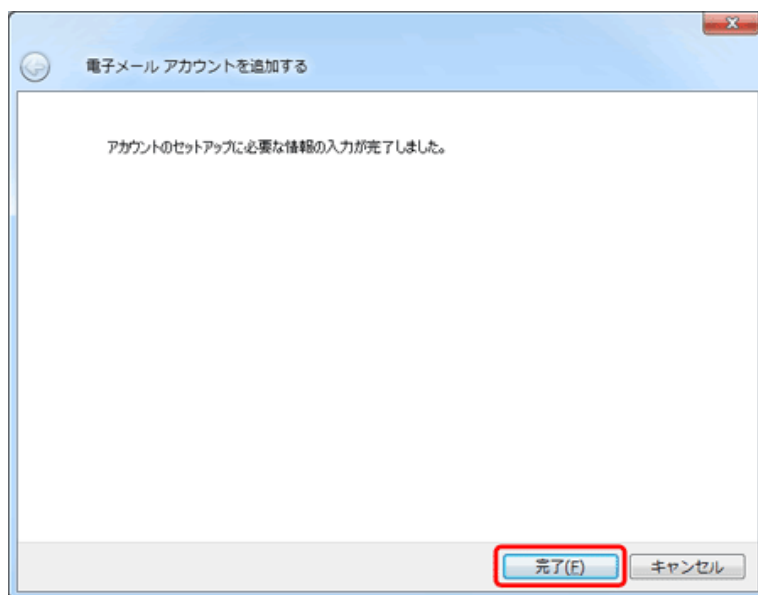 電子メール アカウントを追加する
アカウントのセットアップに必要な情報の入力が完了しました。
完了(F)
キャンセル